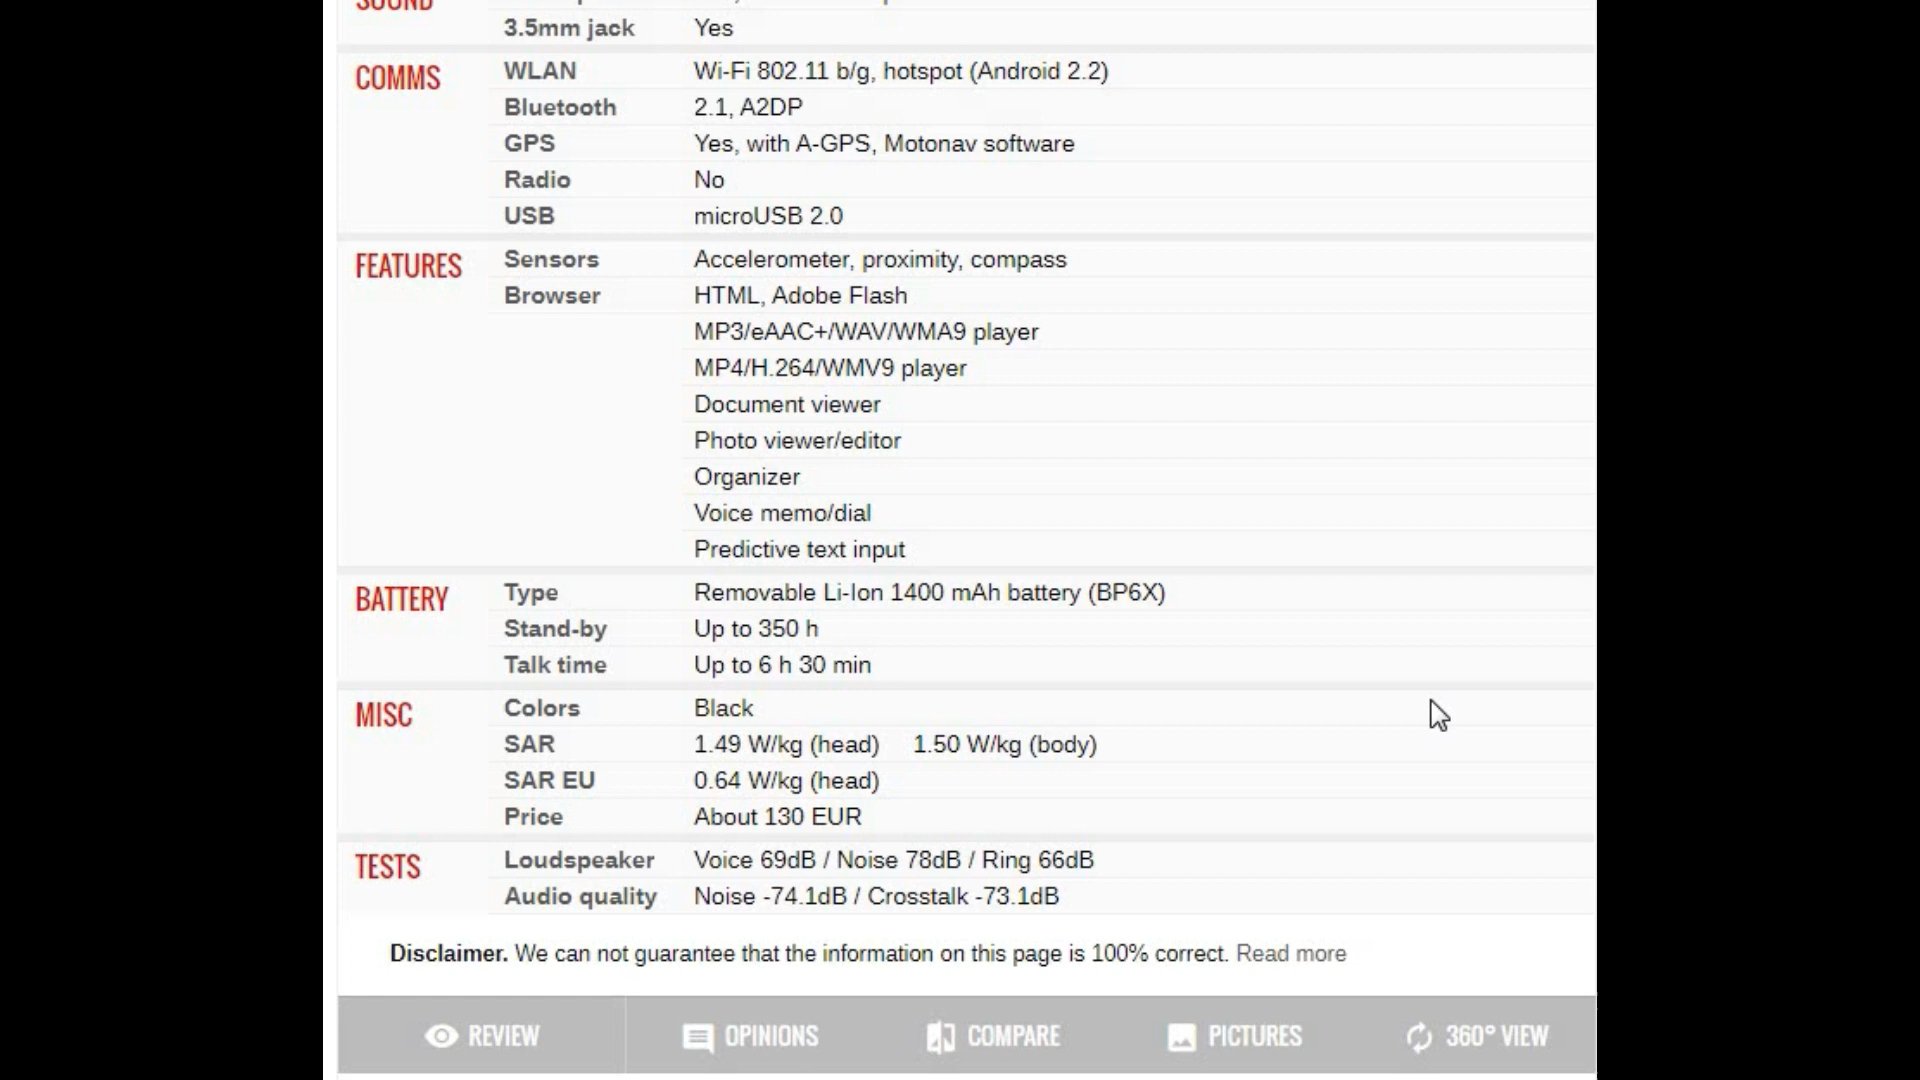 SOUND
3.5mm jack Yes
COMMS WLAN Wi-Fi 802.11 b/g, hotspot (Android 2.2)
Bluetooth 2.1, A2DP
GPS Yes, with A-GPS, Motonav software
Radio No
USB microUSB 2.0
FEATURES Sensors Accelerometer, proximity, compass
Browser HTML, Adobe Flash
MP3/eAAC+/WAV/WMA9 player
MP4/H.264/WMV9 player
Document viewer
Photo viewer/editor
Organizer
Voice memo/dial
Predictive text input
BATTERY Type Removable Li-Ion 1400 mAh battery (BP6X)
Stand-by Up to 350 h
Talk time Up to 6 h 30 min
MISC Colors Black
SAR 1.49 W/kg (head) 1.50 W/kg (body)
SAR EU 0.64 W/kg (head)
Price About 130 EUR
TESTS Loudspeaker Voice 69dB / Noise 78dB / Ring 66dB
Audio quality Noise -74.1dB / Crosstalk -73.1dB
Disclaimer. We can not guarantee that the information on this page is 100% correct. Read more
REVIEW OPINIONS COMPARE PICTURES 360° VIEW